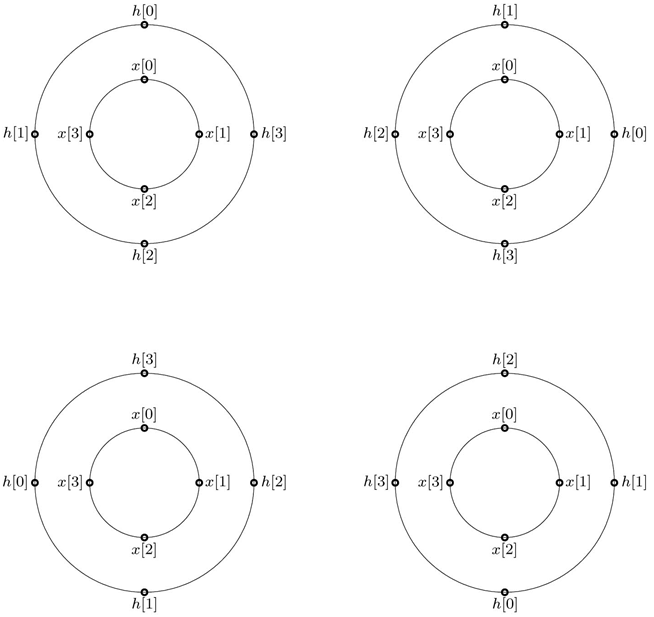 h[0] h[1]
x[0] x[0]
h[1] x[3] x[1] h[3] h[2] x[3] x[1] h[0]
x[2] x[2]
h[2] h[3]
h[3] h[2]
x[0] x[0]
h[0] x[3] x[1] h[2] h[3] x[3] x[1] h[1]
x[2] x[2]
h[1] h[0]